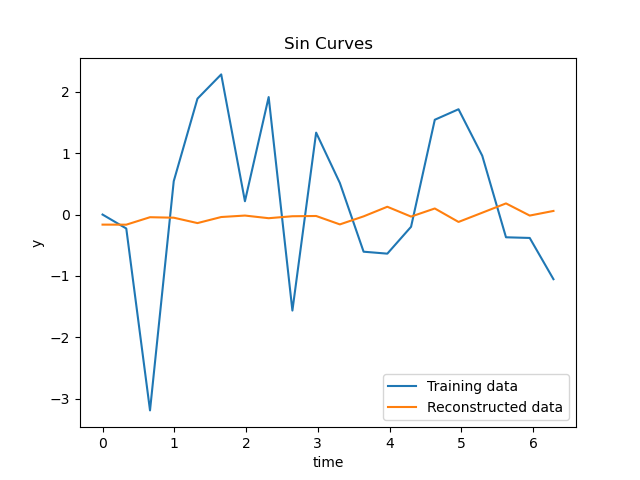 Sin Curves
2
1
0
−1
−2
−3
y
0 1 2 3 4 5 6
time
Training data
Reconstructed data